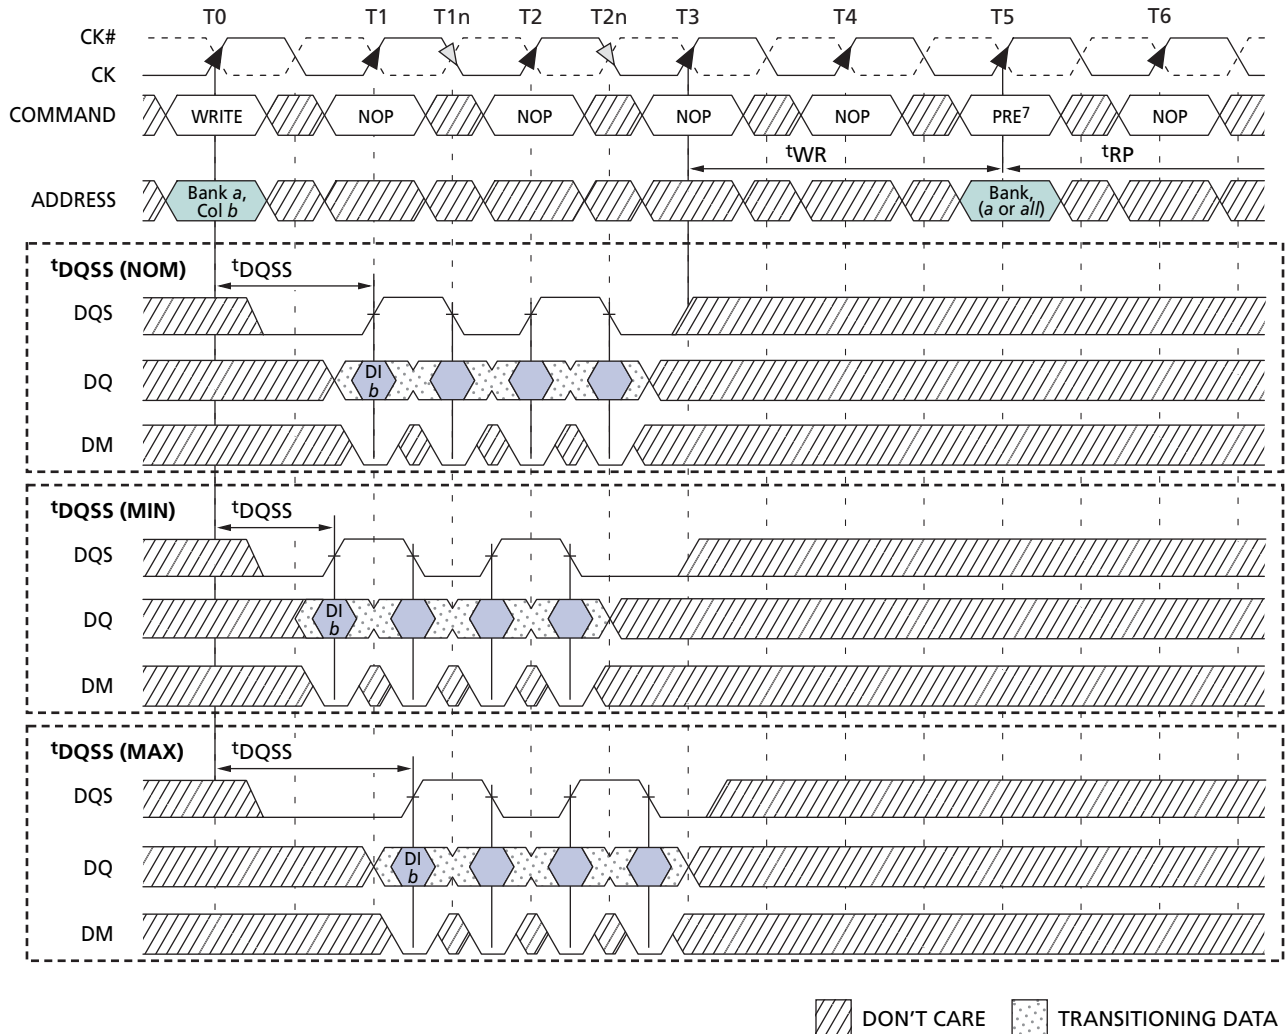 T0 T1 T1n T2 T2n T3 T4 T5 T6
CK#
CK
COMMAND WRITE NOP NOP NOP NOP PRE7 NOP
tWR tRP
ADDRESS Bank a, Col b Bank, (a or all)
tDQSS (NOM) tDQSS
DQS
DQ DI b
DM
tDQSS (MIN) tDQSS
DQS
DQ DI b
DM
tDQSS (MAX) tDQSS
DQS
DQ DI b
DM
DON'T CARE TRANSITIONING DATA